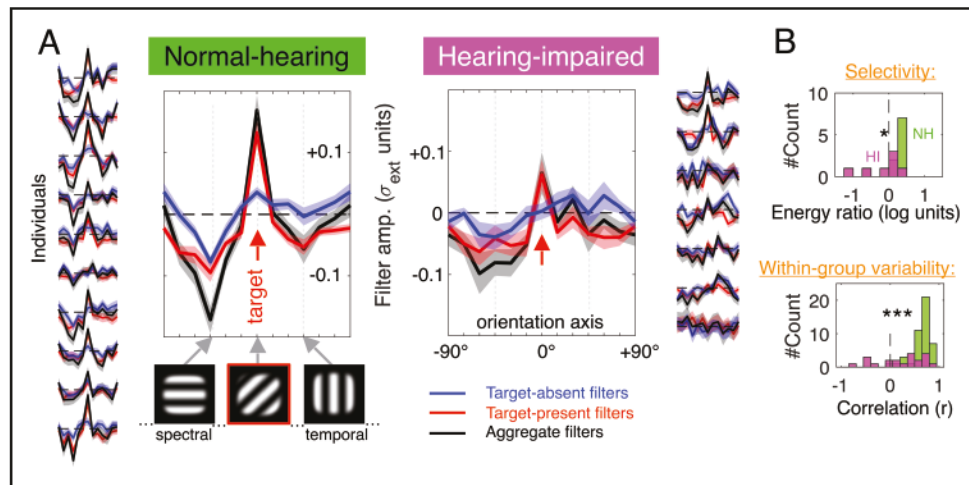 A
Normal-hearing
Hearing-impaired
B
Individuals
+0.1
-0.1
target
spectral
temporal
Filter amp. (σext units)
+0.1
0
-0.1
orientation axis
-90°
0°
+90°
Target-absent filters
Target-present filters
Aggregate filters
Selectivity:
#Count
10
5
0
*
HI
NH
-1
0
1
Energy ratio (log units)
Within-group variability:
#Count
20
10
0
***
-1
0
1
Correlation (r)